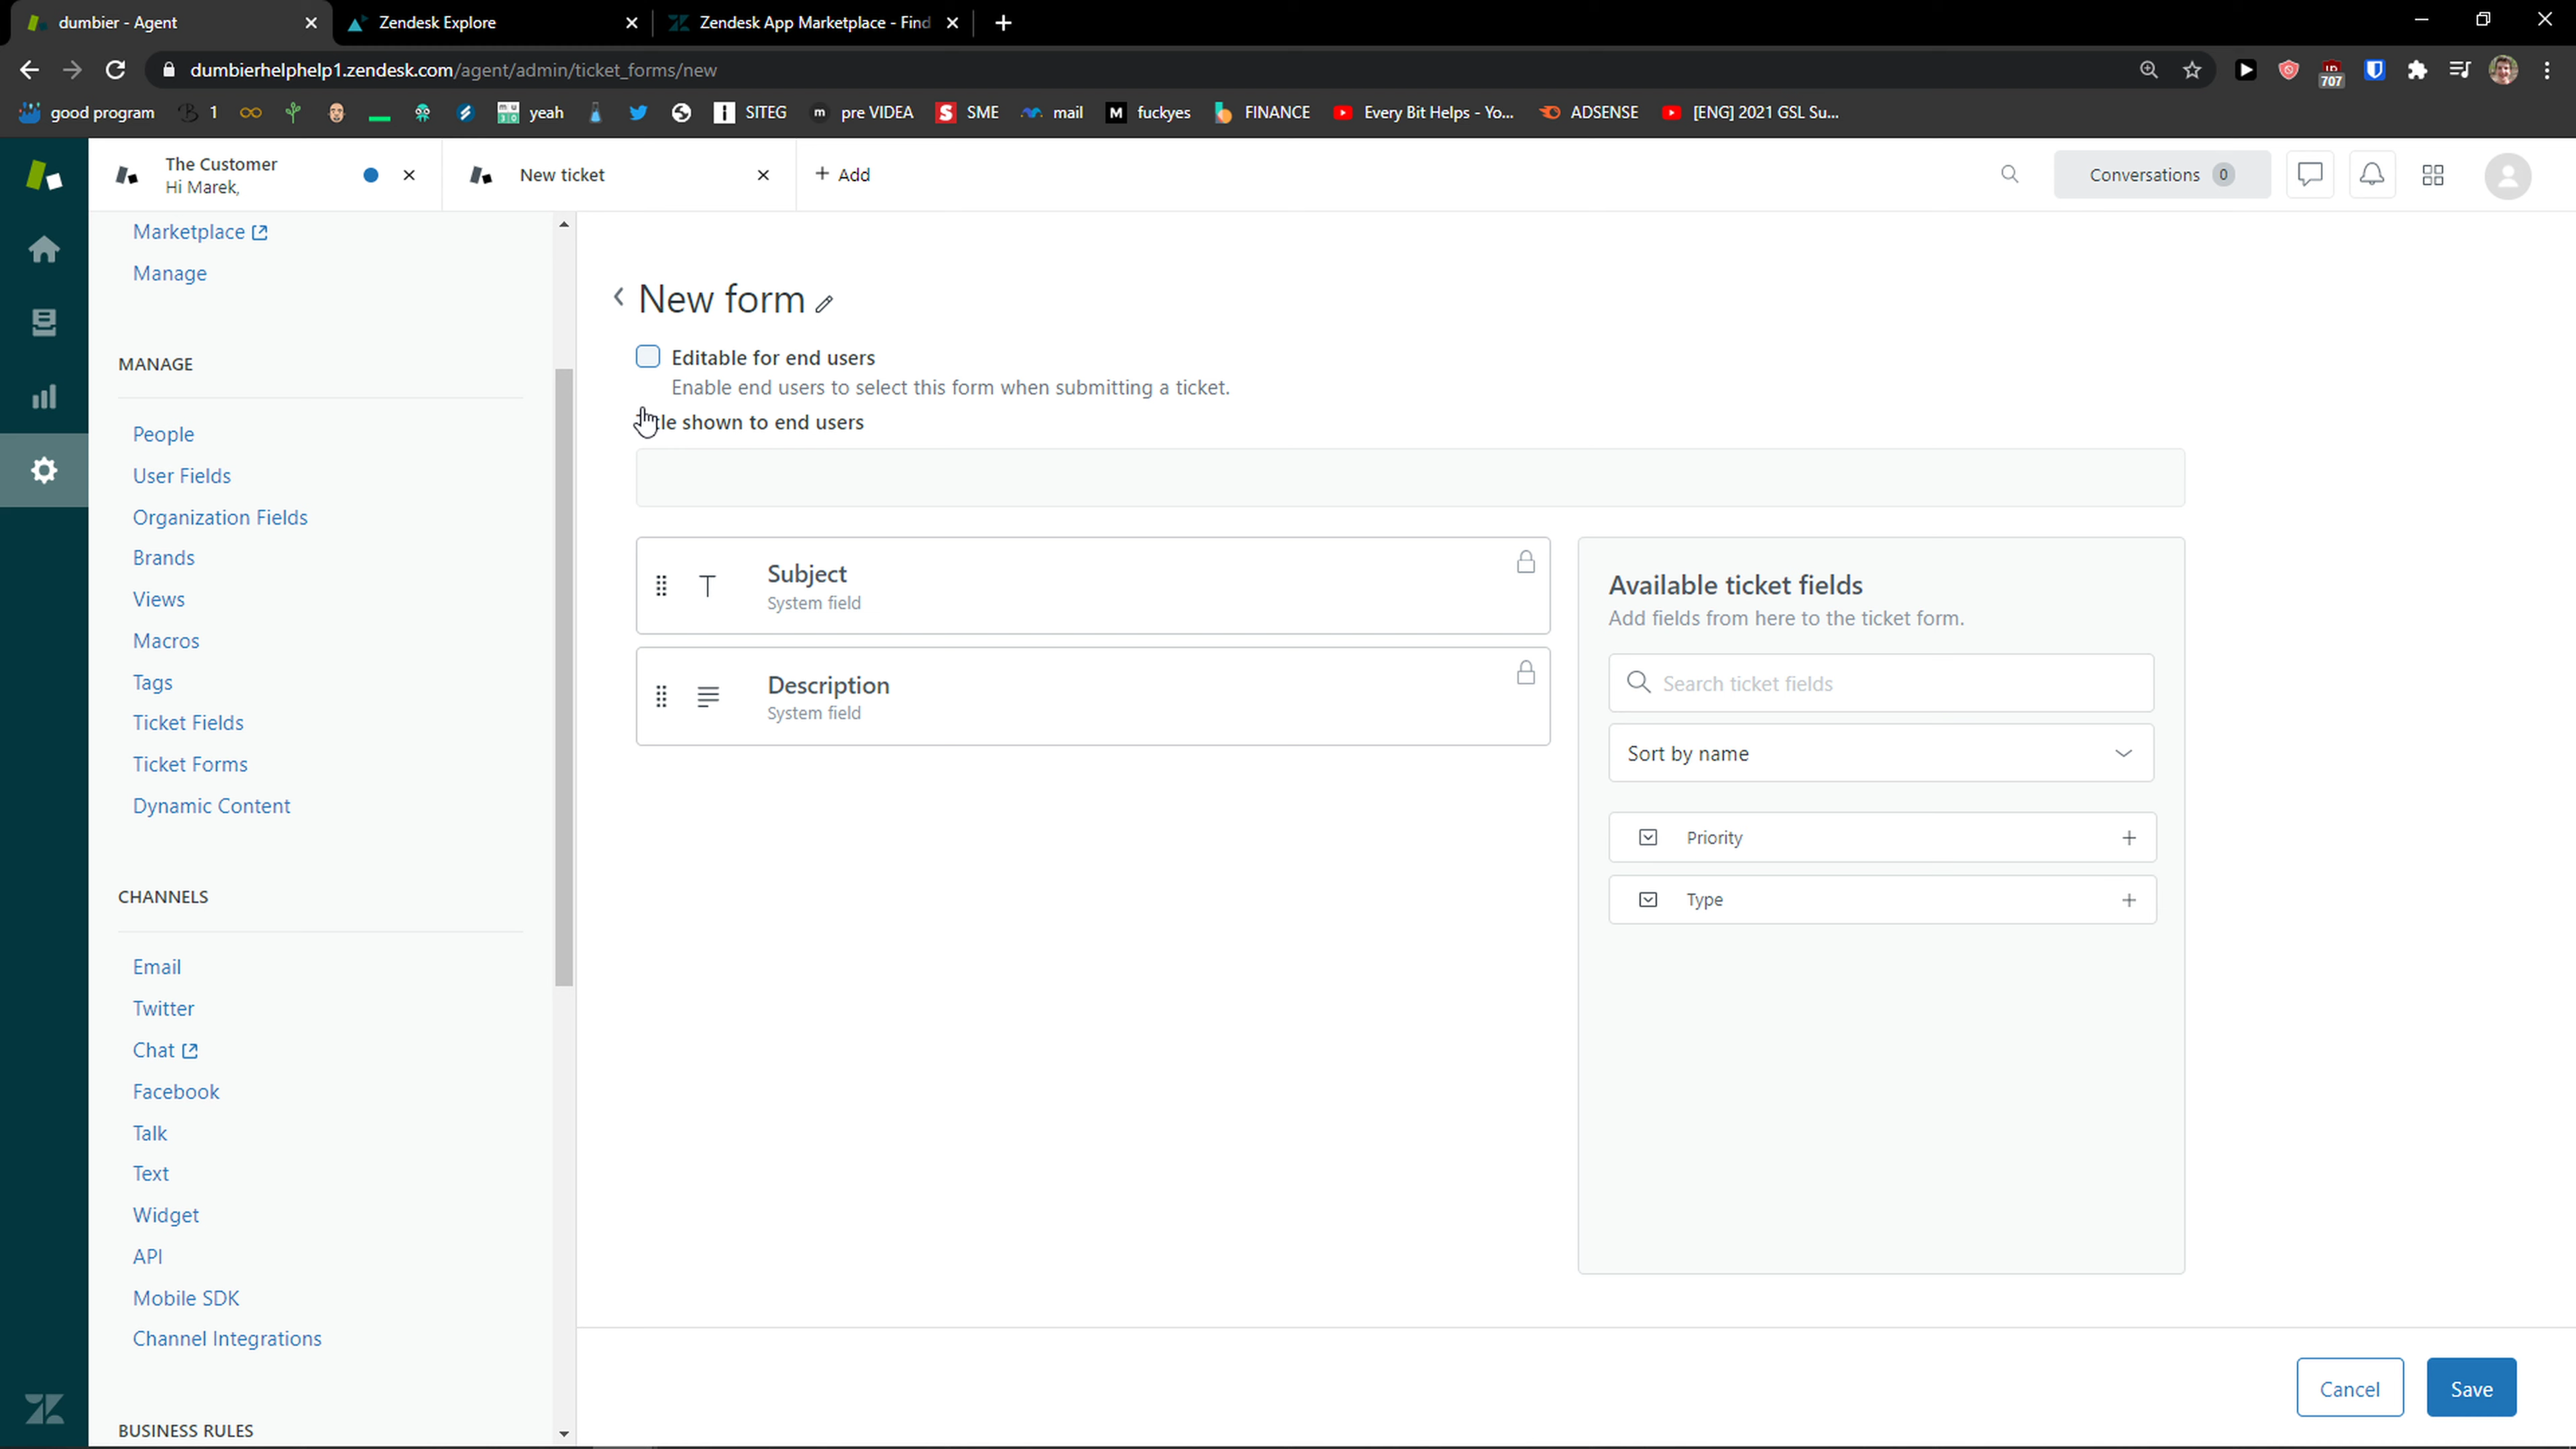 dumbier - Agent
Zendesk Explore
Zendesk App Marketplace - Find
dumbierhelphelp1.zendesk.com/agent/admin/ticket_forms/new
707
good program
1
yeah
SITEG
pre VIDEA
SME
mail
fuckyes
FINANCE
Every Bit Helps - Yo...
ADSENSE
[ENG] 2021 GSL Su...
The Customer
Hi Marek,
New ticket
+ Add
Conversations 0
Marketplace
Manage
MANAGE
People
User Fields
Organization Fields
Brands
Views
Macros
Tags
Ticket Fields
Ticket Forms
Dynamic Content
CHANNELS
Email
Twitter
Chat
Facebook
Talk
Text
Widget
API
Mobile SDK
Channel Integrations
BUSINESS RULES
New form
Editable for end users
Enable end users to select this form when submitting a ticket.
shown to end users
Subject
System field
Description
System field
Available ticket fields
Add fields from here to the ticket form.
Search ticket fields
Sort by name
Priority
Type
Cancel
Save